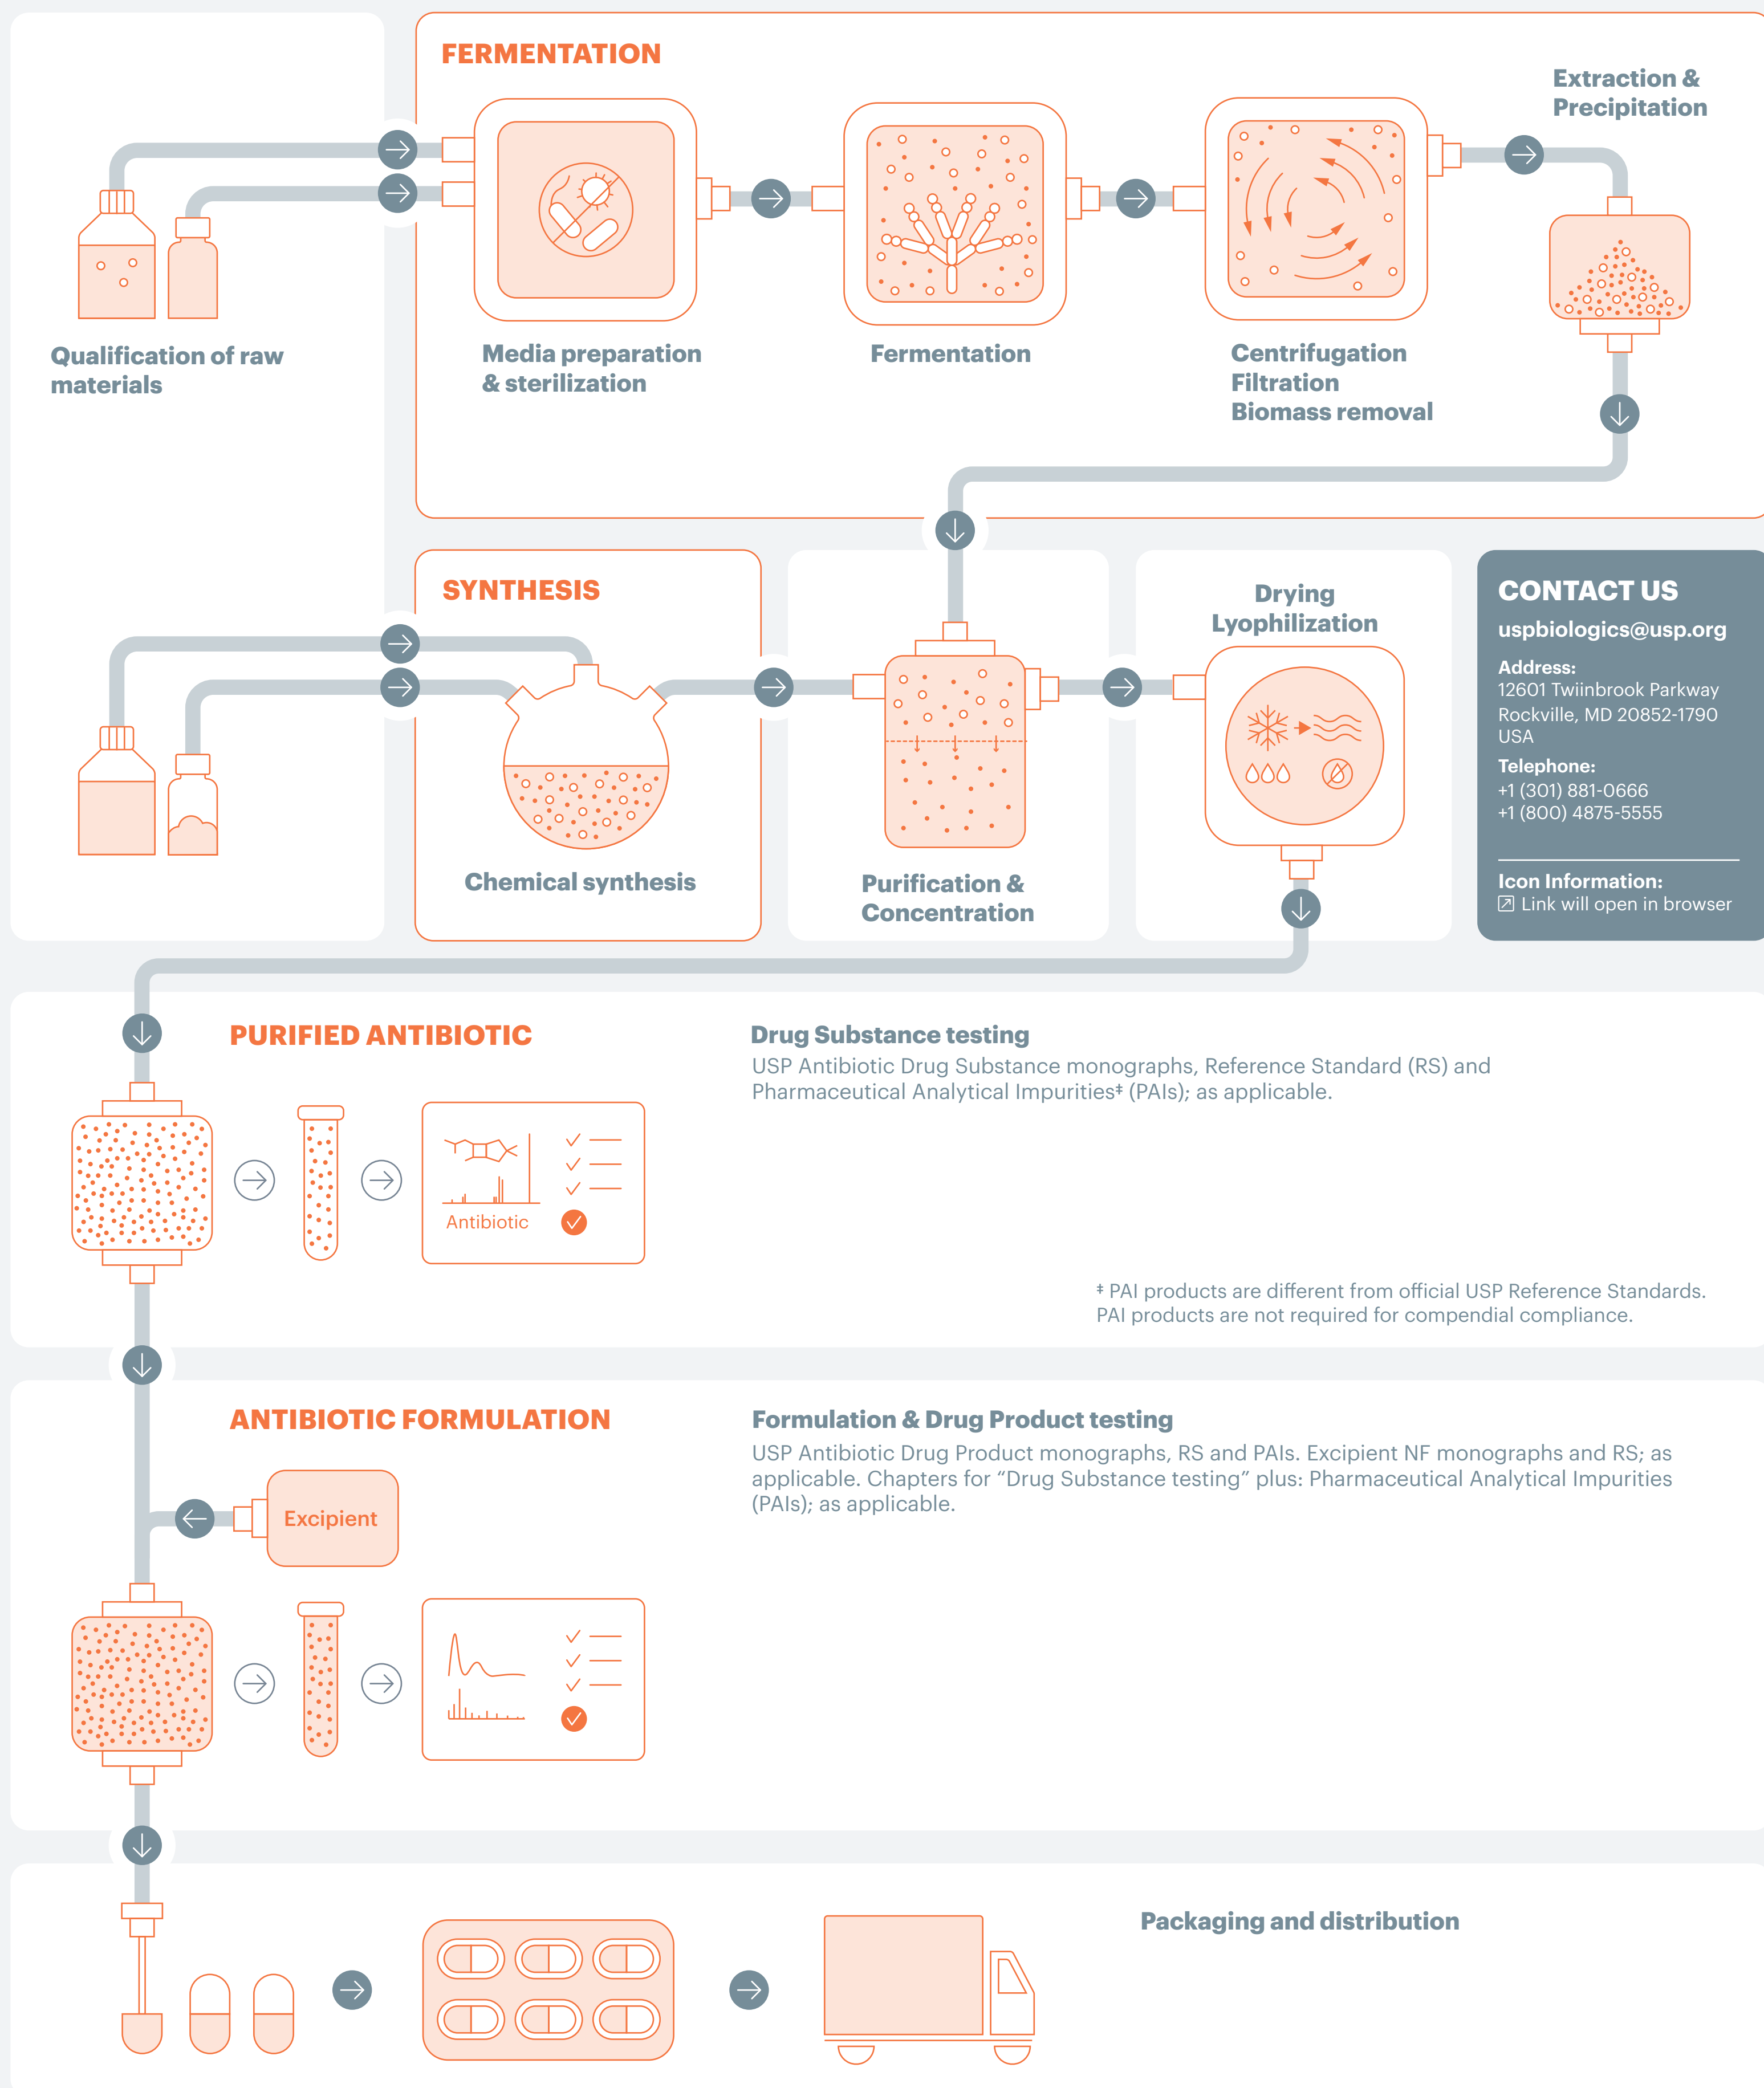 FERMENTATION
Extraction &
Precipitation
Qualification of raw
materials
Media preparation
& sterilization
Fermentation
Centrifugation
Filtration
Biomass removal
SYNTHESIS
Chemical synthesis
Purification &
Concentration
Drying
Lyophilization
CONTACT US
uspbiologics@usp.org
Address:
12601 Twiinbrook Parkway
Rockville, MD 20852-1790
USA
Telephone:
+1 (301) 881-0666
+1 (800) 4875-5555
Icon Information:
Link will open in browser
PURIFIED ANTIBIOTIC
Antibiotic
Drug Substance testing
USP Antibiotic Drug Substance monographs, Reference Standard (RS) and
Pharmaceutical Analytical Impurities‡ (PAIs); as applicable.
‡ PAI products are different from official USP Reference Standards.
PAI products are not required for compendial compliance.
ANTIBIOTIC FORMULATION
Excipient
Formulation & Drug Product testing
USP Antibiotic Drug Product monographs, RS and PAIs. Excipient NF monographs and RS; as
applicable. Chapters for “Drug Substance testing” plus: Pharmaceutical Analytical Impurities
(PAIs); as applicable.
Packaging and distribution